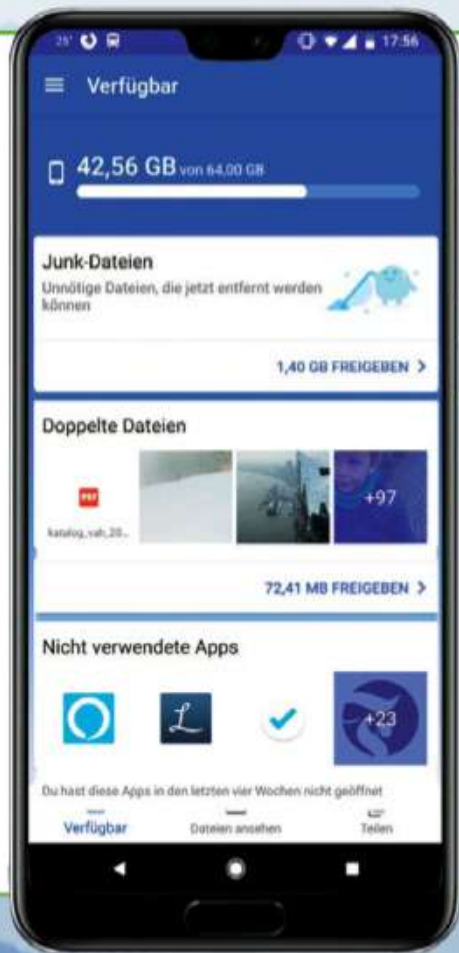 28° 17:56
Verfügbar
42,56 GB von 64,00 GB
Junk-Dateien
Unnötige Dateien, die jetzt entfernt werden
können
1,40 GB FREIGEBEN >
Doppelte Dateien
PDF
+97
katalog_vah_20...
72,41 MB FREIGEBEN >
Nicht verwendete Apps
L
+23
Du hast diese Apps in den letzten vier Wochen nicht geöffnet
Verfügbar Dateien ansehen Teilen